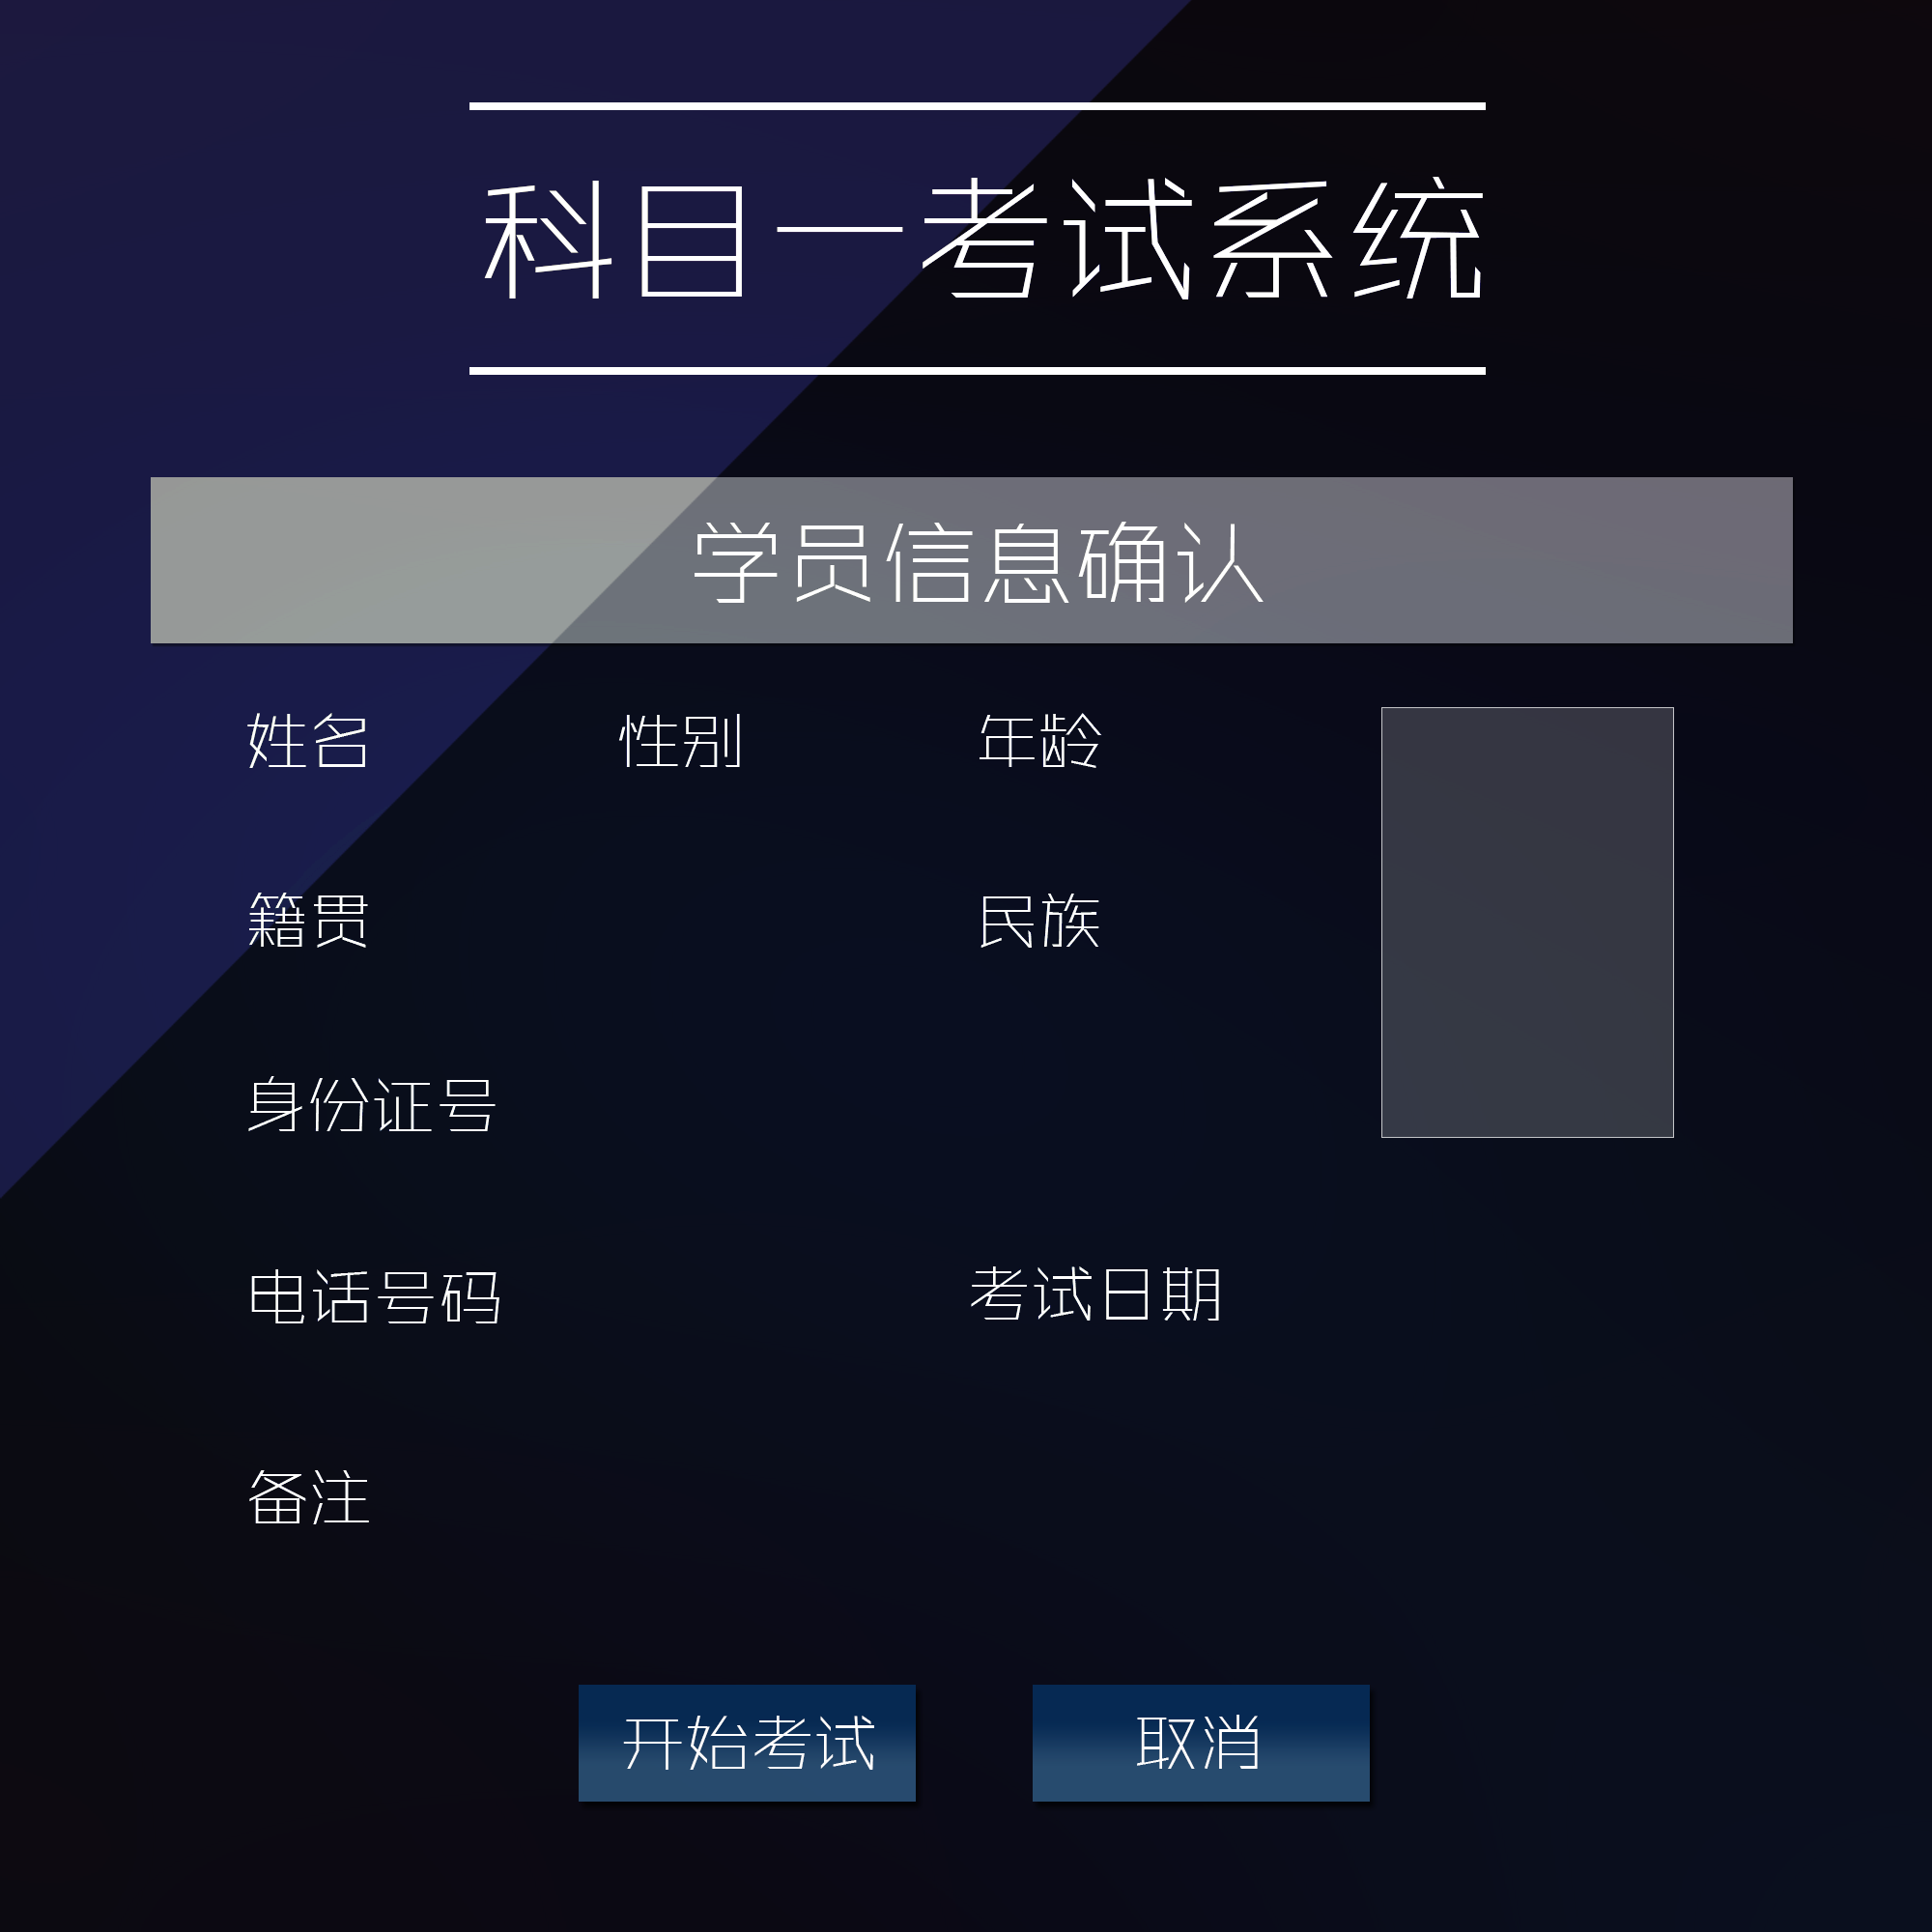 科目一考试系统
学员信息确认
姓名 性别 年龄
籍贯 民族
身份证号
电话号码 考试日期
备注
开始考试 取消